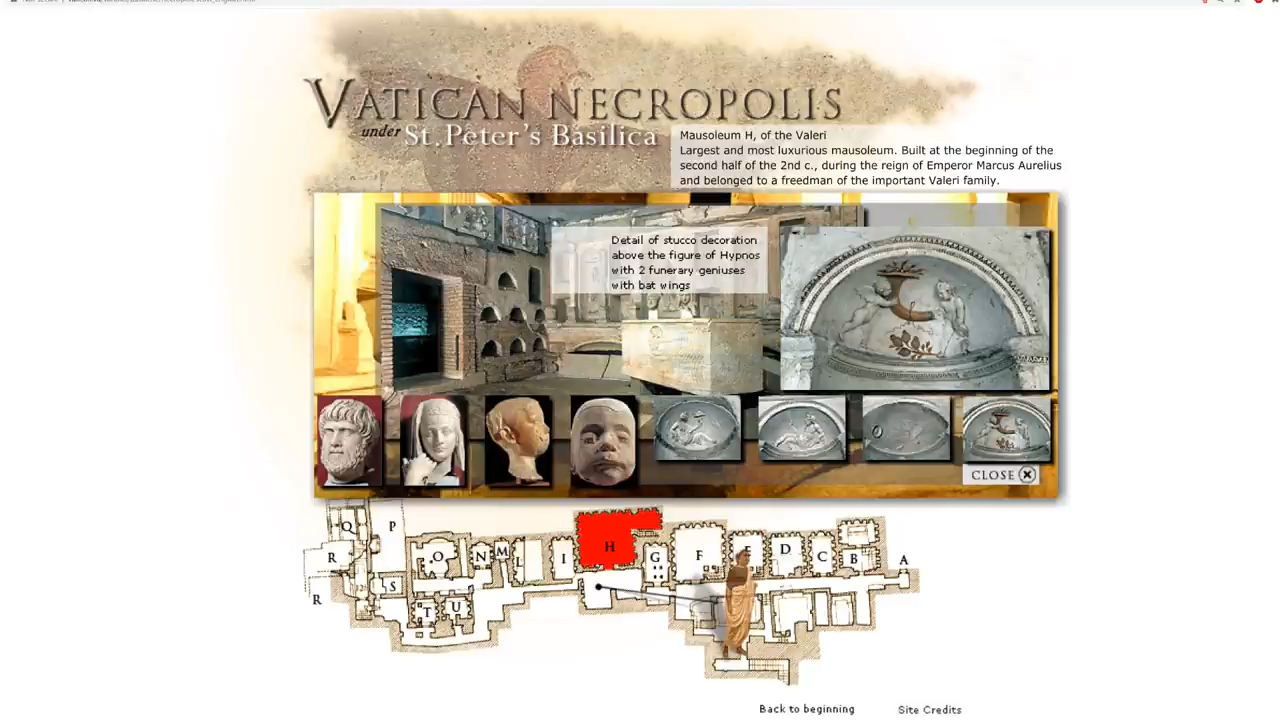 VATICAN NECROPOLIS
under St. Peter's Basilica
Mausoleum H, of the Valeri
Largest and most luxurious mausoleum. Built at the beginning of the
second half of the 2nd c., during the reign of Emperor Marcus Aurelius
and belonged to a freedman of the important Valeri family.
Detail of stucco decoration
above the figure of Hypnos
with 2 funerary geniuses
with bat wings
CLOSE
Q P
R O N M L I H G F E D C B A
R S
T U
Back to beginning Site Credits